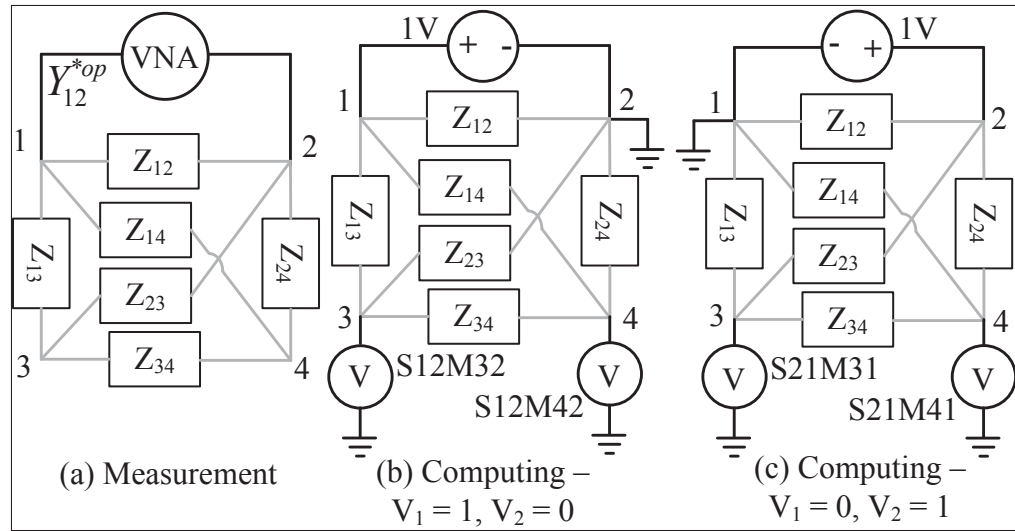 VNA
Y₁₂*ᵒᵖ
1
2
Z₁₂
Z₁₄
Z₁₃
Z₂₄
Z₂₃
Z₃₄
3
4
(a) Measurement
1V
+ -
1
2
Z₁₂
Z₁₄
Z₁₃
Z₂₄
Z₂₃
Z₃₄
3
4
V
S12M32
V
S12M42
(b) Computing –
V₁ = 1, V₂ = 0
1V
- +
1
2
Z₁₂
Z₁₄
Z₁₃
Z₂₄
Z₂₃
Z₃₄
3
4
V
S21M31
V
S21M41
(c) Computing –
V₁ = 0, V₂ = 1